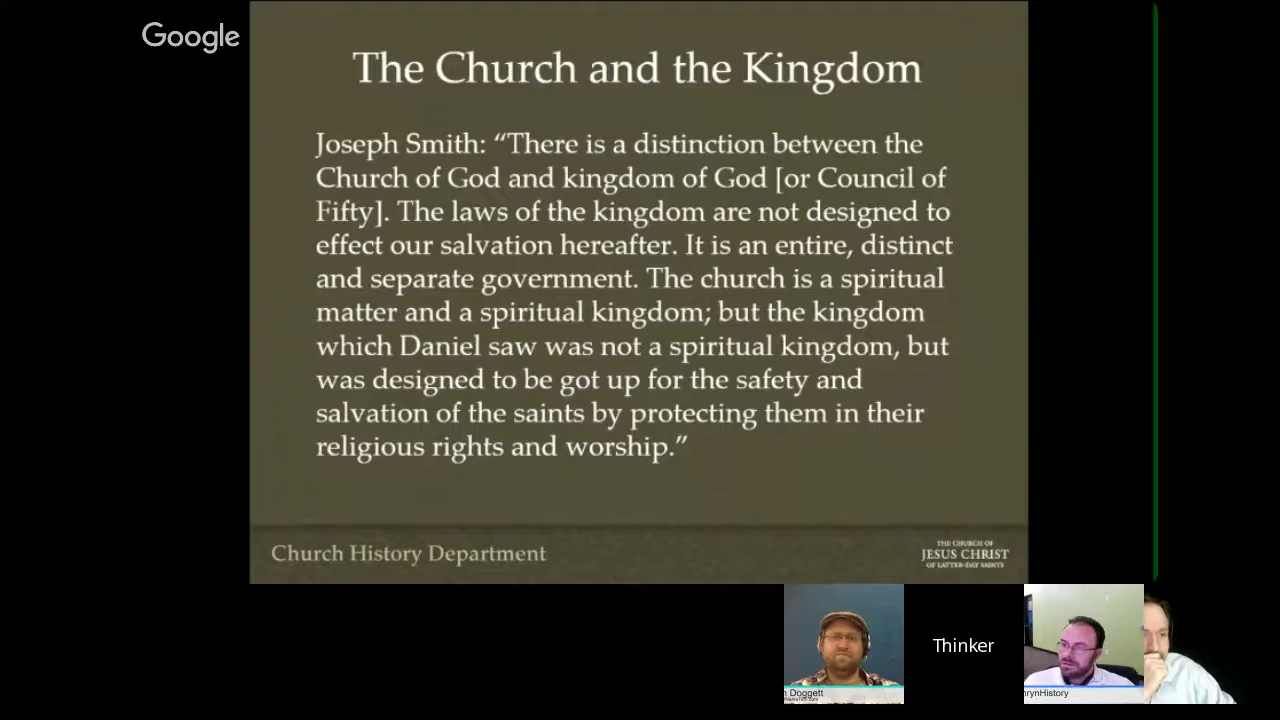 Google
The Church and the Kingdom
Joseph Smith: “There is a distinction between the
Church of God and kingdom of God [or Council of
Fifty]. The laws of the kingdom are not designed to
effect our salvation hereafter. It is an entire, distinct
and separate government. The church is a spiritual
matter and a spiritual kingdom; but the kingdom
which Daniel saw was not a spiritual kingdom, but
was designed to be got up for the safety and
salvation of the saints by protecting them in their
religious rights and worship.”
Church History Department
THE CHURCH OF
JESUS CHRIST
OF LATTER-DAY SAINTS
Thinker
n Doggett
hrynHistory